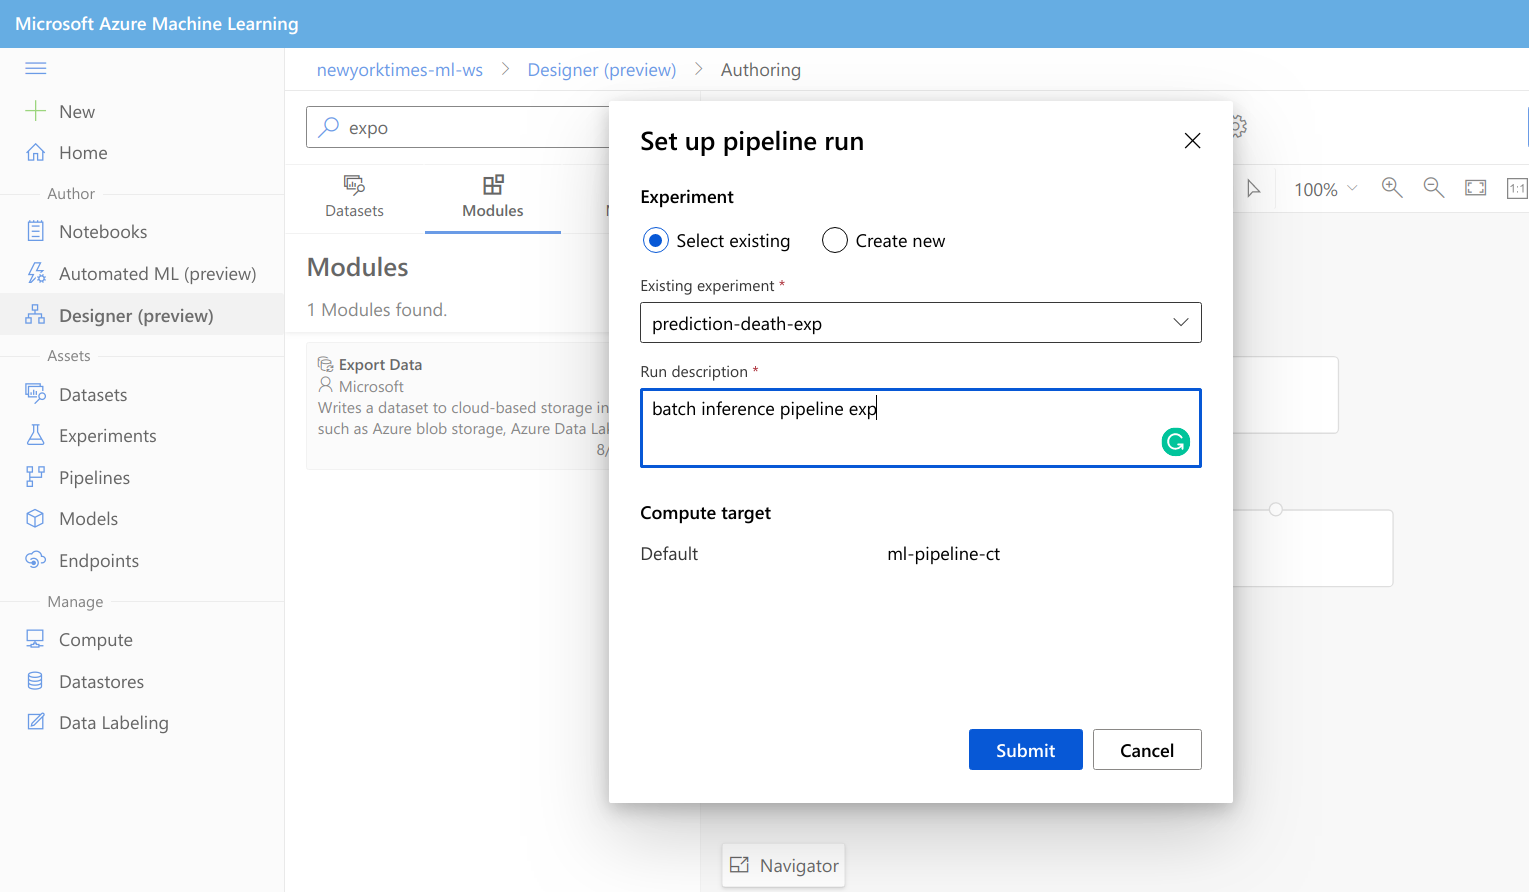 Microsoft Azure Machine Learning
New
Home
Author
Notebooks
Automated ML (preview)
Designer (preview)
Assets
Datasets
Experiments
Pipelines
Models
Endpoints
Manage
Compute
Datastores
Data Labeling
newyorktimes-ml-ws > Designer (preview) > Authoring
expo
Datasets
Modules
Modules
1 Modules found.
Export Data
Microsoft
Writes a dataset to cloud-based storage in
such as Azure blob storage, Azure Data
8/
Set up pipeline run
Experiment
Select existing
Create new
Existing experiment *
prediction-death-exp
Run description *
batch inference pipeline exp
Compute target
Default
ml-pipeline-ct
Submit
Cancel
100%
1:1
Navigator